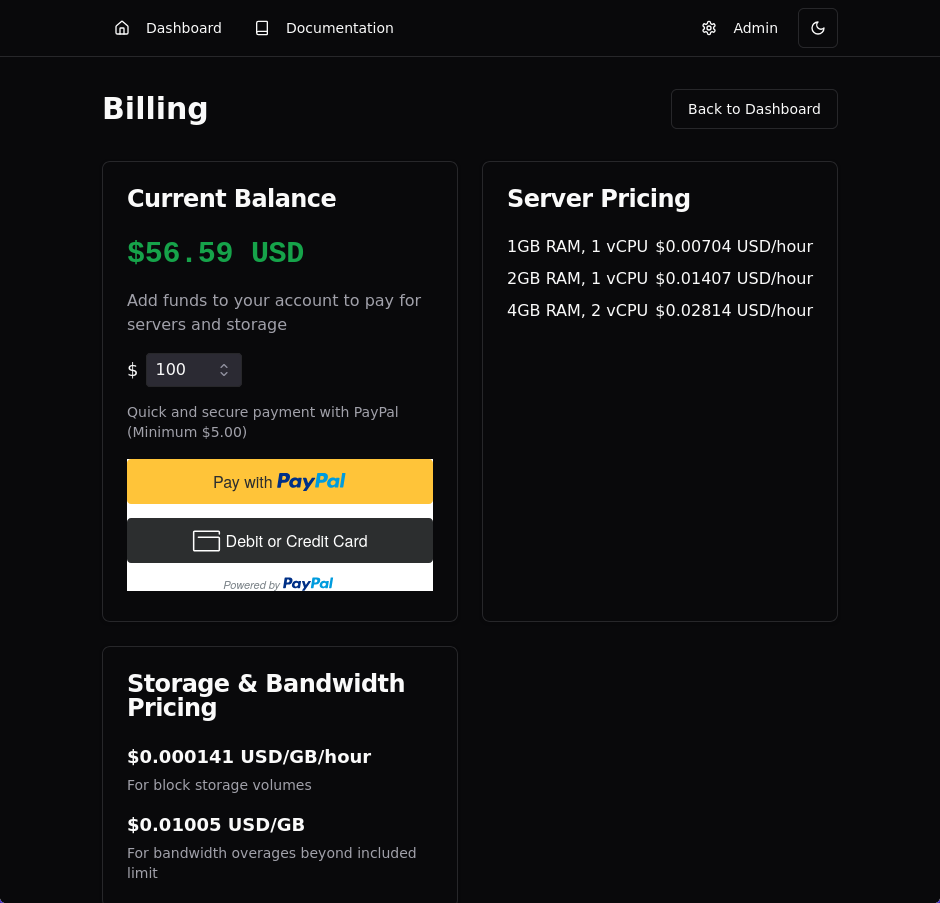 Dashboard
Documentation
Admin
Billing
Back to Dashboard
Current Balance
$56.59 USD
Add funds to your account to pay for
servers and storage
$ 100
Quick and secure payment with PayPal
(Minimum $5.00)
Pay with PayPal
Debit or Credit Card
Powered by PayPal
Server Pricing
1GB RAM, 1 vCPU $0.00704 USD/hour
2GB RAM, 1 vCPU $0.01407 USD/hour
4GB RAM, 2 vCPU $0.02814 USD/hour
Storage & Bandwidth
Pricing
$0.000141 USD/GB/hour
For block storage volumes
$0.01005 USD/GB
For bandwidth overages beyond included
limit